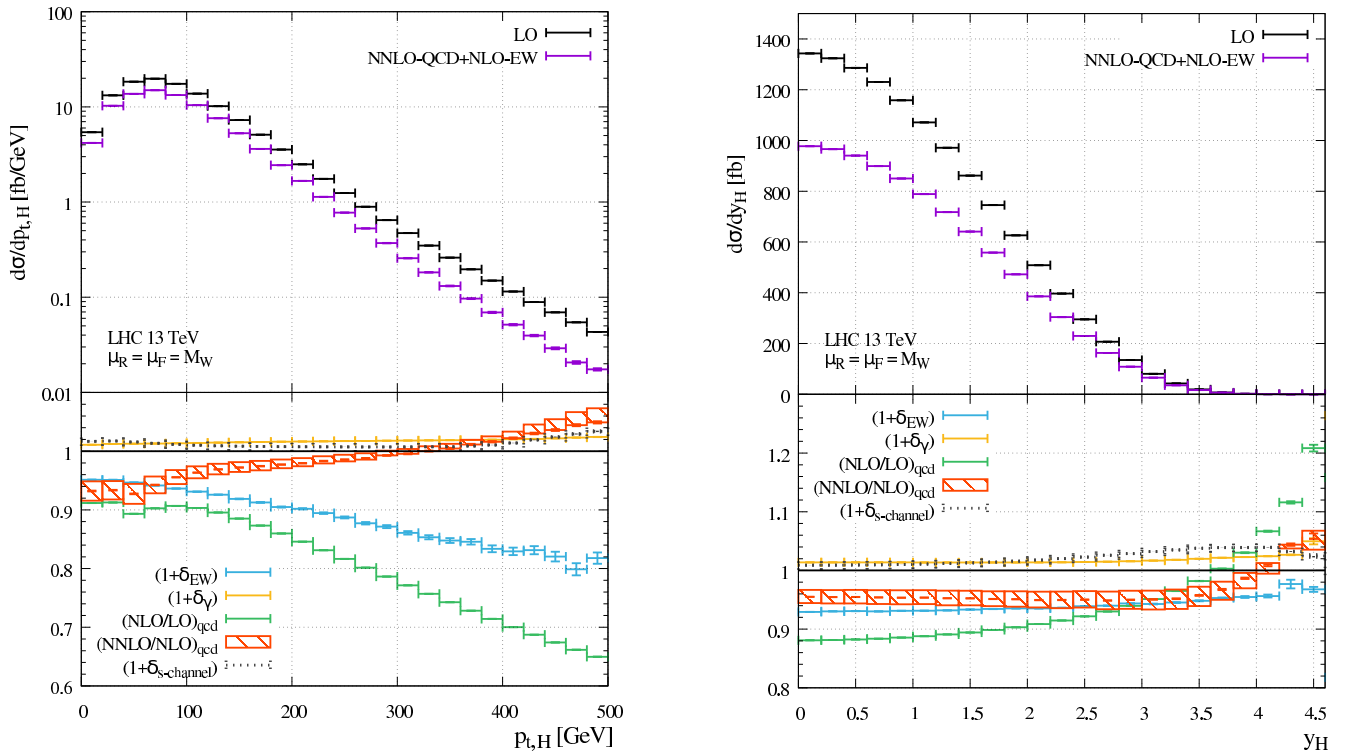 100
10
1
0.1
0.01
dσ/dp_{t,H} [fb/GeV]
LO
NNLO-QCD+NLO-EW
LHC 13 TeV
μ_R = μ_F = M_W
1
0.9
0.8
0.7
0.6
(1+δ_EW)
(1+δ_γ)
(NLO/LO)_qcd
(NNLO/NLO)_qcd
(1+δ_s-channel)
0 100 200 300 400 500
p_{t,H} [GeV]
1400
1200
1000
800
600
400
200
0
dσ/dy_H [fb]
LO
NNLO-QCD+NLO-EW
LHC 13 TeV
μ_R = μ_F = M_W
(1+δ_EW)
(1+δ_γ)
(NLO/LO)_qcd
(NNLO/NLO)_qcd
(1+δ_s-channel)
1.2
1.1
1
0.9
0.8
0 0.5 1 1.5 2 2.5 3 3.5 4 4.5
y_H